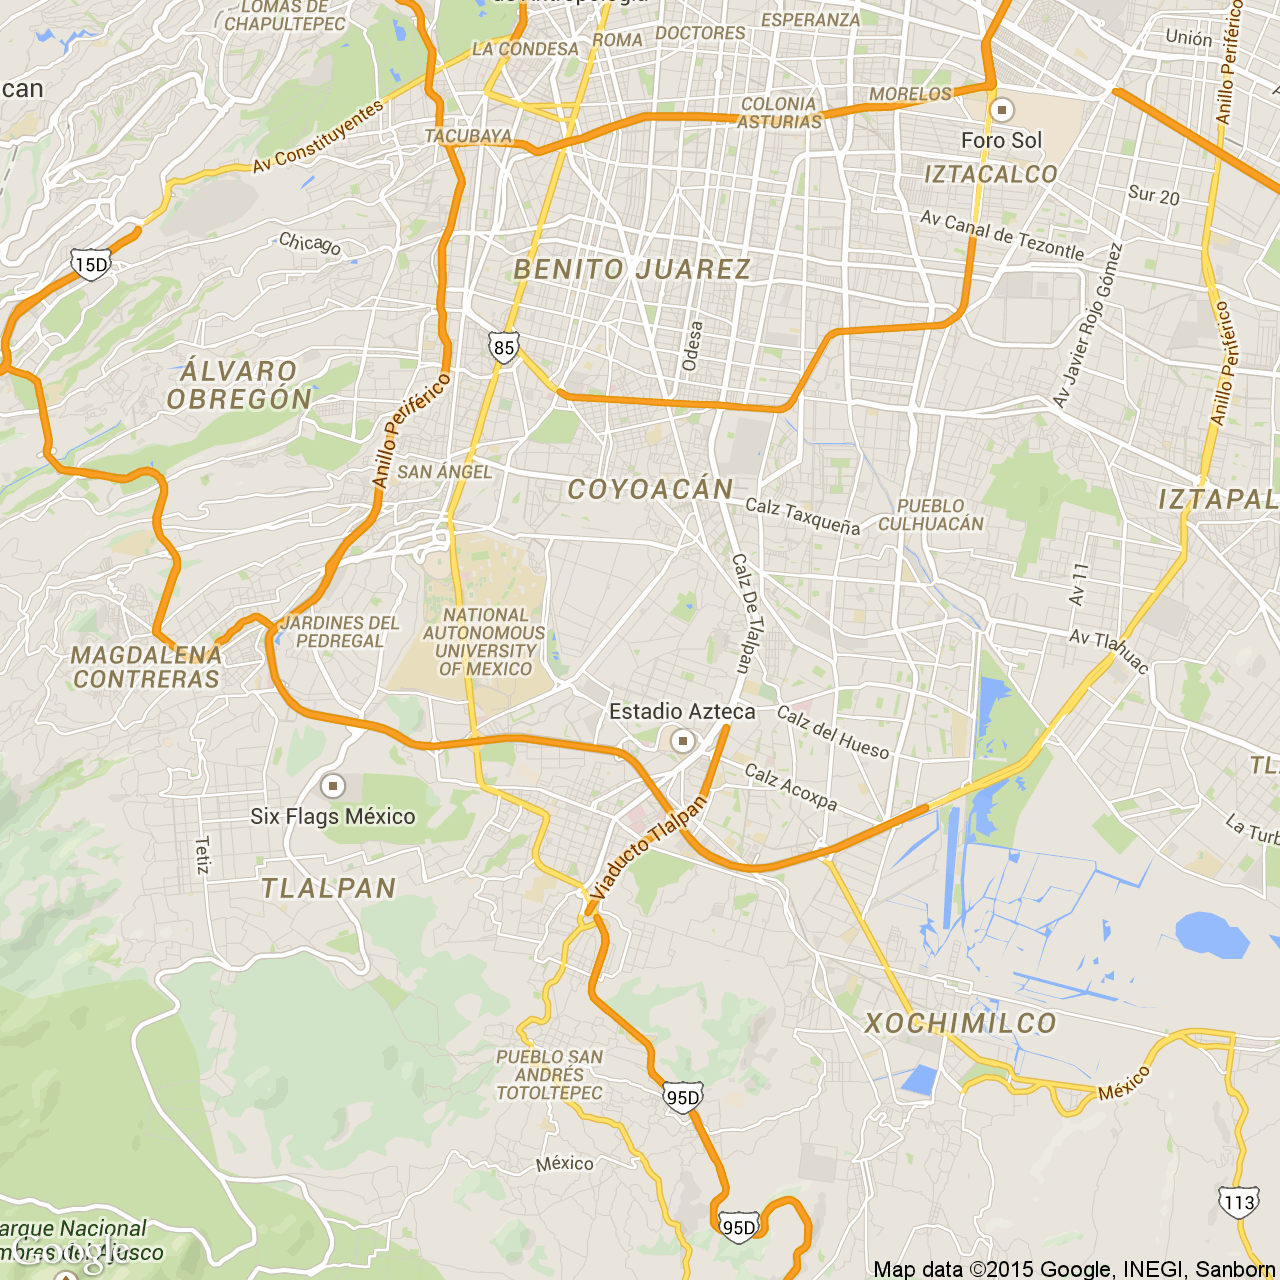 LOMAS DE
CHAPULTEPEC
LA CONDESA
ROMA
DOCTORES
ESPERANZA
Unión
Anillo Periférico
can
Av Constituyentes
TACUBAYA
COLONIA
ASTURIAS
MORELOS
Foro Sol
IZTACALCO
Sur 20
Av Canal de Tezontle
Chicago
15D
BENITO JUAREZ
Av Javier Rojo Gómez
Anillo Periférico
85
Odesa
ÁLVARO
OBREGÓN
Anillo Periférico
SAN ÁNGEL
COYOACÁN
Calz Taxqueña
PUEBLO
CULHUACÁN
IZTAPAL
Calz De Tlalpan
Av 11
Av Tlahuac
JARDINES DEL
PEDREGAL
NATIONAL
AUTONOMOUS
UNIVERSITY
OF MEXICO
MAGDALENA
CONTRERAS
Estadio Azteca
Calz del Hueso
TL
Calz Acoxpa
Six Flags México
Viaducto Tlalpan
La Turb
Tetiz
TLALPAN
XOCHIMILCO
PUEBLO SAN
ANDRÉS
TOTOLTEPEC
México
95D
México
113
95D
arque Nacional
mbres del Ajusco
Google
Map data ©2015 Google, INEGI, Sanborn